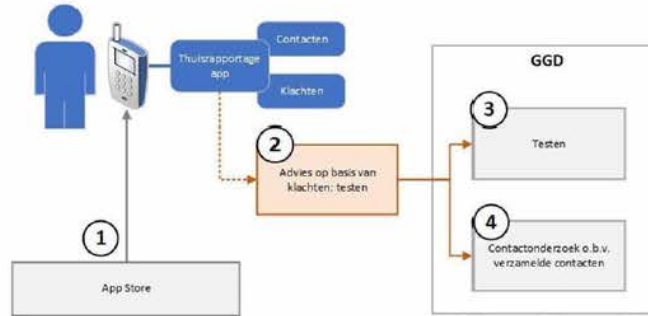 Contacten
Thuisrapportage
app
Klachten
GGD
3
Testen
2
Advies op basis van
klachten: testen
4
Contactonderzoek o.b.v.
verzamelde contacten
1
App Store